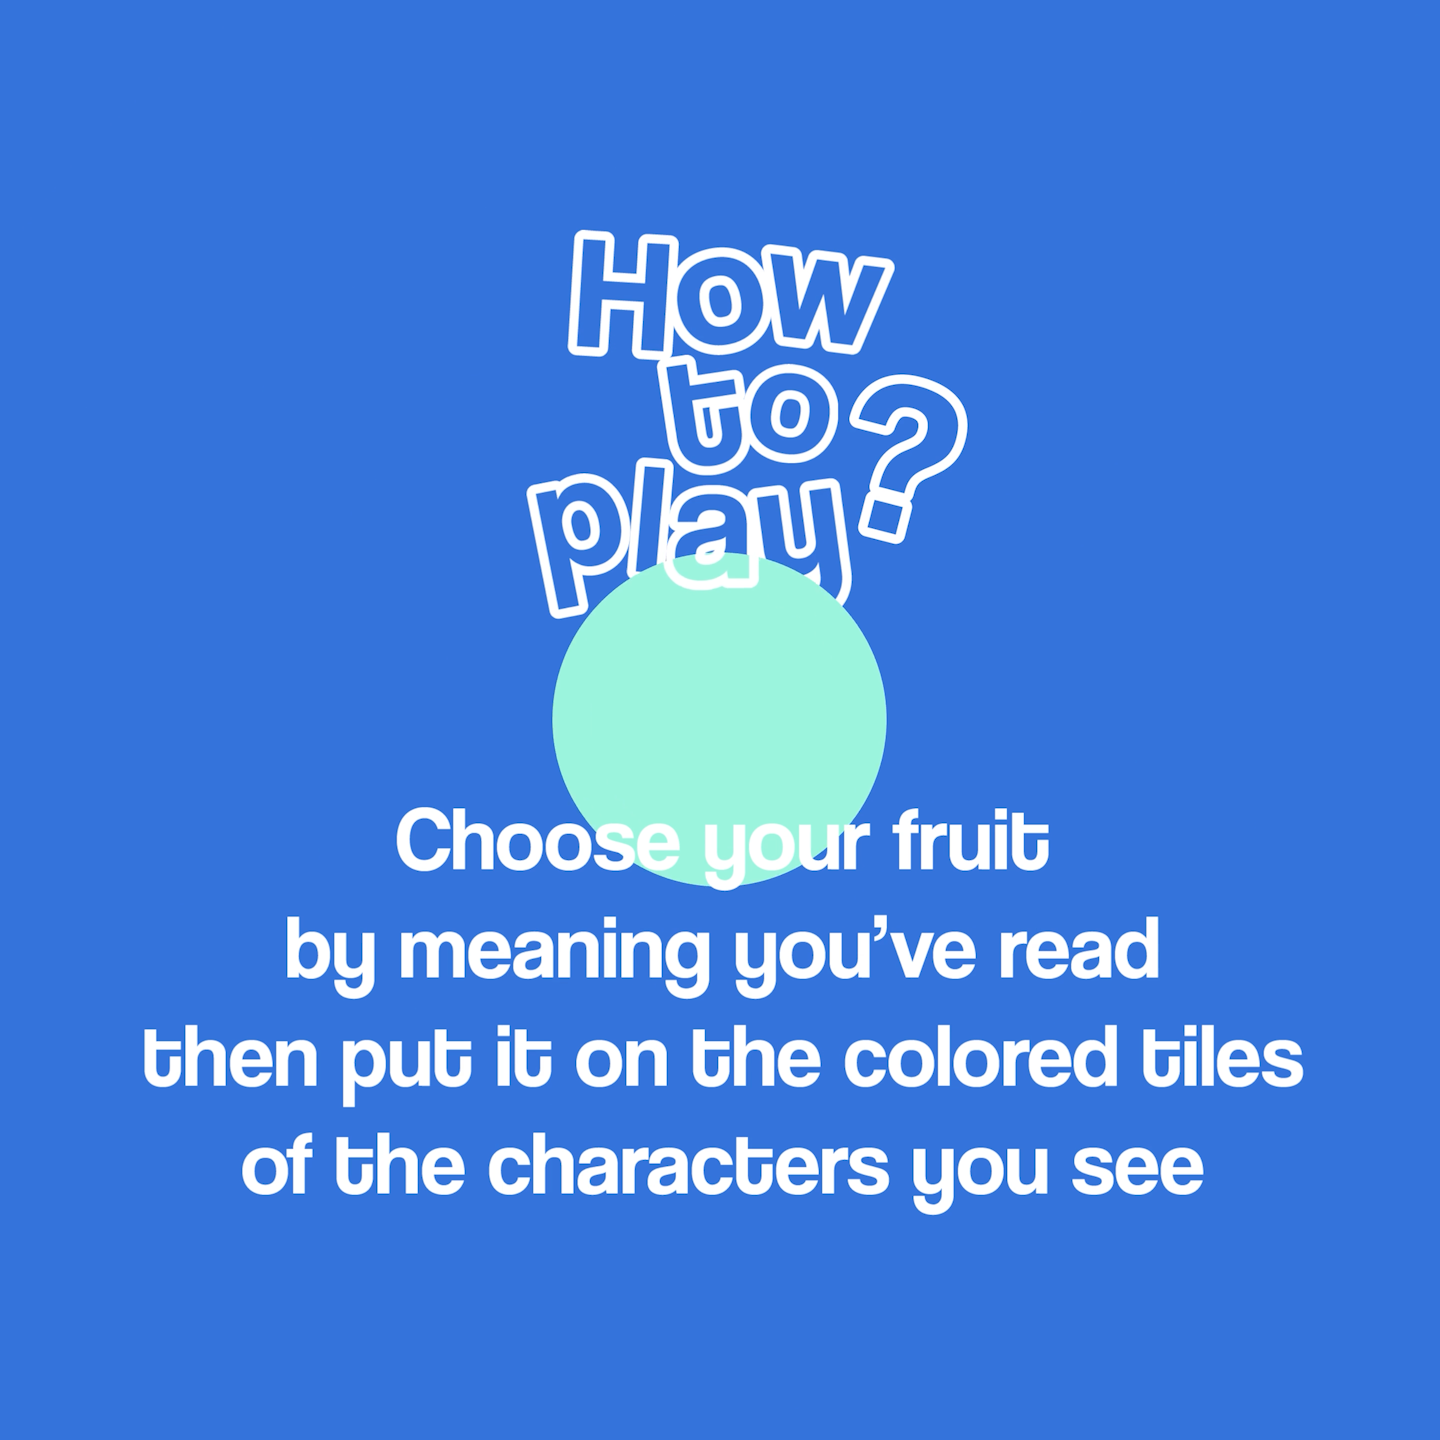 How
to
play?
Choose your fruit
by meaning you’ve read
then put it on the colored tiles
of the characters you see